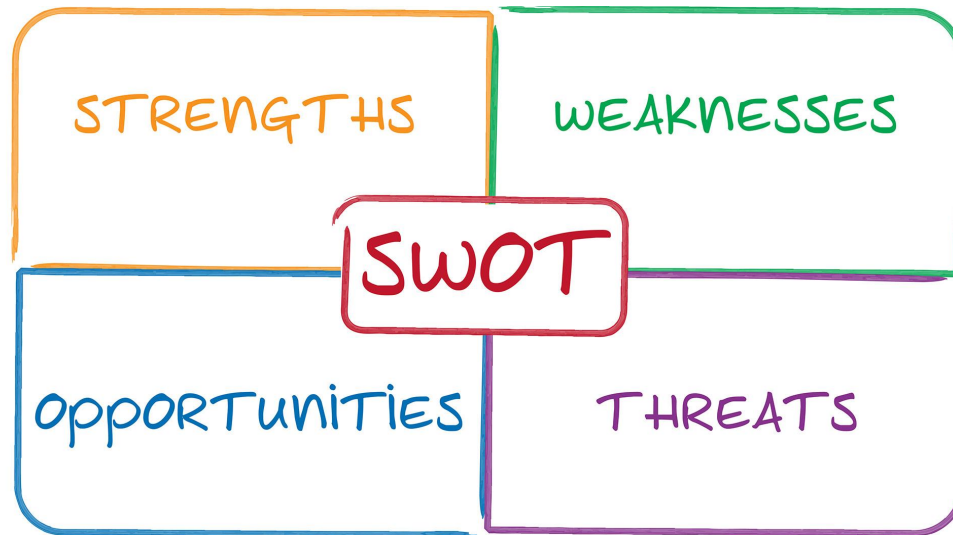 STRENGTHS
WEAKNESSES
SWOT
OPPORTUNITIES
THREATS